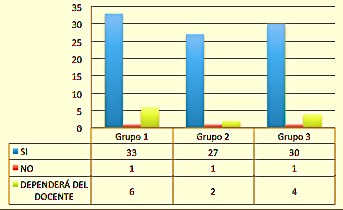 35
30
25
20
15
10
5
0
Grupo 1 Grupo 2 Grupo 3
SI 33 27 30
NO 1 1 1
DEPENDERÁ DEL
DOCENTE 6 2 4